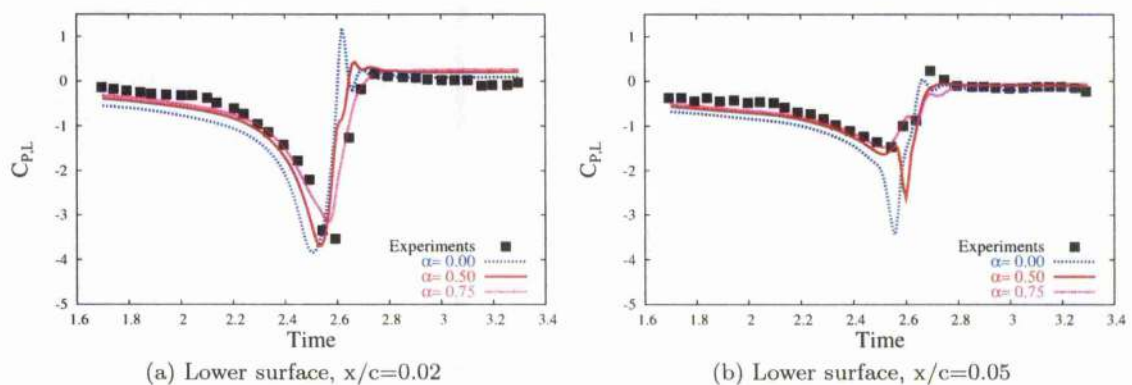 1
0
-1
-2
-3
-4
-5
C_P,L
1.6 1.8 2 2.2 2.4 2.6 2.8 3 3.2 3.4
Time
Experiments
α= 0.00
α= 0.50
α= 0.75
(a) Lower surface, x/c=0.02
1
0
-1
-2
-3
-4
-5
C_P,L
1.6 1.8 2 2.2 2.4 2.6 2.8 3 3.2 3.4
Time
Experiments
α= 0.00
α= 0.50
α= 0.75
(b) Lower surface, x/c=0.05